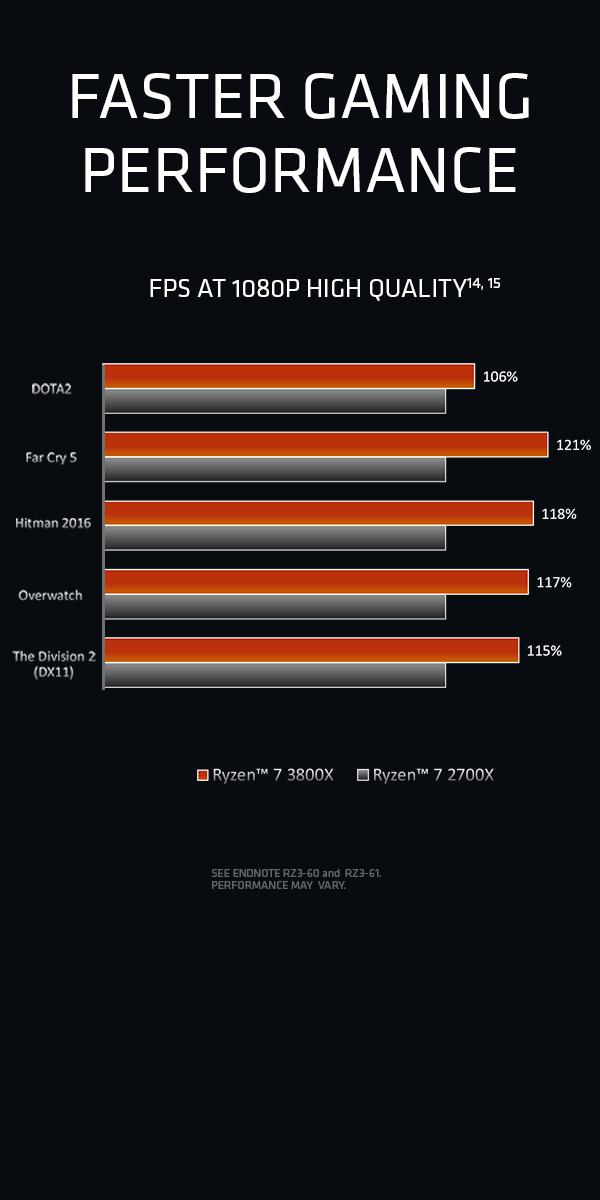 FASTER GAMING
PERFORMANCE
FPS AT 1080P HIGH QUALITY14, 15
DOTA2
106%
Far Cry 5
121%
Hitman 2016
118%
Overwatch
117%
The Division 2
(DX11)
115%
Ryzen™ 7 3800X Ryzen™ 7 2700X
SEE ENDNOTE RZ3-60 and RZ3-61.
PERFORMANCE MAY VARY.